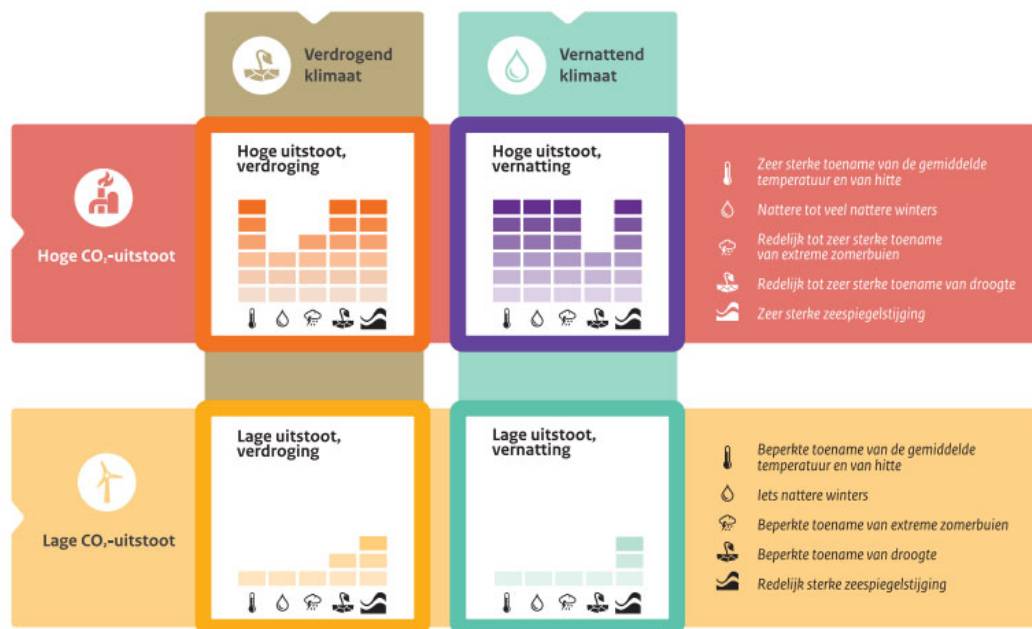 Verdrogend
klimaat
Vernattend
klimaat
Hoge CO₂-uitstoot
Hoge uitstoot,
verdroging
Hoge uitstoot,
vernatting
Zeer sterke toename van de gemiddelde
temperatuur en van hitte
Nattere tot veel nattere winters
Redelijk tot zeer sterke toename
van extreme zomerbuien
Redelijk tot zeer sterke toename van droogte
Zeer sterke zeespiegelstijging
Lage CO₂-uitstoot
Lage uitstoot,
verdroging
Lage uitstoot,
vernatting
Beperkte toename van de gemiddelde
temperatuur en van hitte
Iets nattere winters
Beperkte toename van extreme zomerbuien
Beperkte toename van droogte
Redelijk sterke zeespiegelstijging